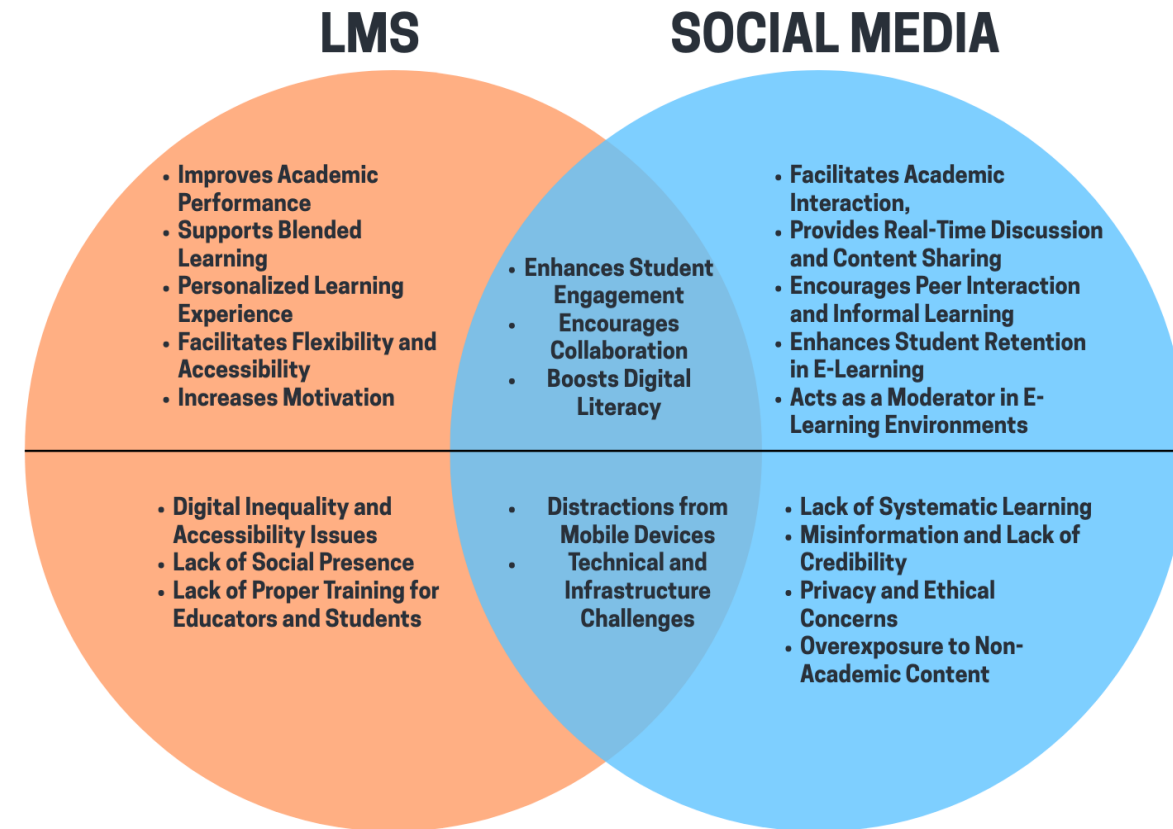 LMS
SOCIAL MEDIA
• Improves Academic
Performance
• Supports Blended
Learning
• Personalized Learning
Experience
• Facilitates Flexibility and
Accessibility
• Increases Motivation
• Enhances Student
Engagement
• Encourages
Collaboration
• Boosts Digital
Literacy
• Facilitates Academic
Interaction,
• Provides Real-Time Discussion
and Content Sharing
• Encourages Peer Interaction
and Informal Learning
• Enhances Student Retention
in E-Learning
• Acts as a Moderator in E-
Learning Environments
• Digital Inequality and
Accessibility Issues
• Lack of Social Presence
• Lack of Proper Training for
Educators and Students
• Distractions from
Mobile Devices
• Technical and
Infrastructure
Challenges
• Lack of Systematic Learning
• Misinformation and Lack of
Credibility
• Privacy and Ethical
Concerns
• Overexposure to Non-
Academic Content